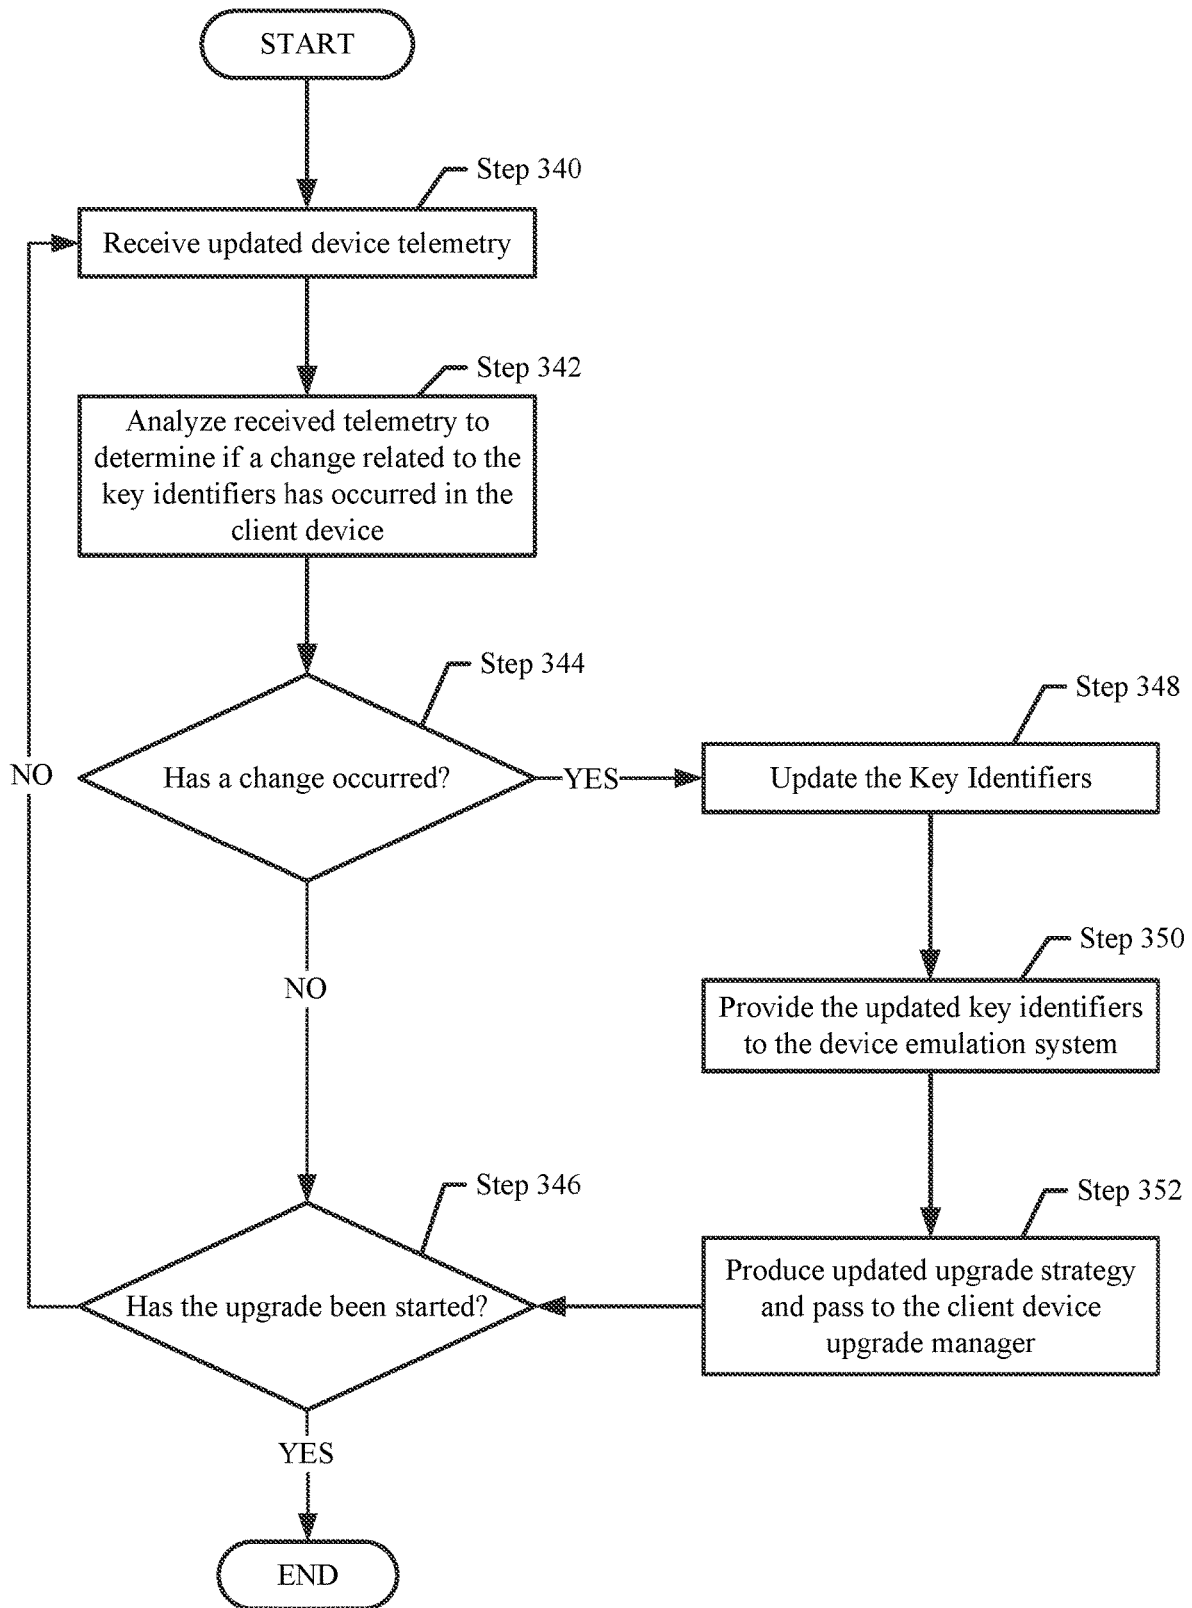 START
Step 340
Receive updated device telemetry
Step 342
Analyze received telemetry to
determine if a change related to the
key identifiers has occurred in the
client device
Step 344
Has a change occurred?
YES
NO
NO
Step 348
Update the Key Identifiers
Step 350
Provide the updated key identifiers
to the device emulation system
Step 352
Produce updated upgrade strategy
and pass to the client device
upgrade manager
Step 346
Has the upgrade been started?
YES
END